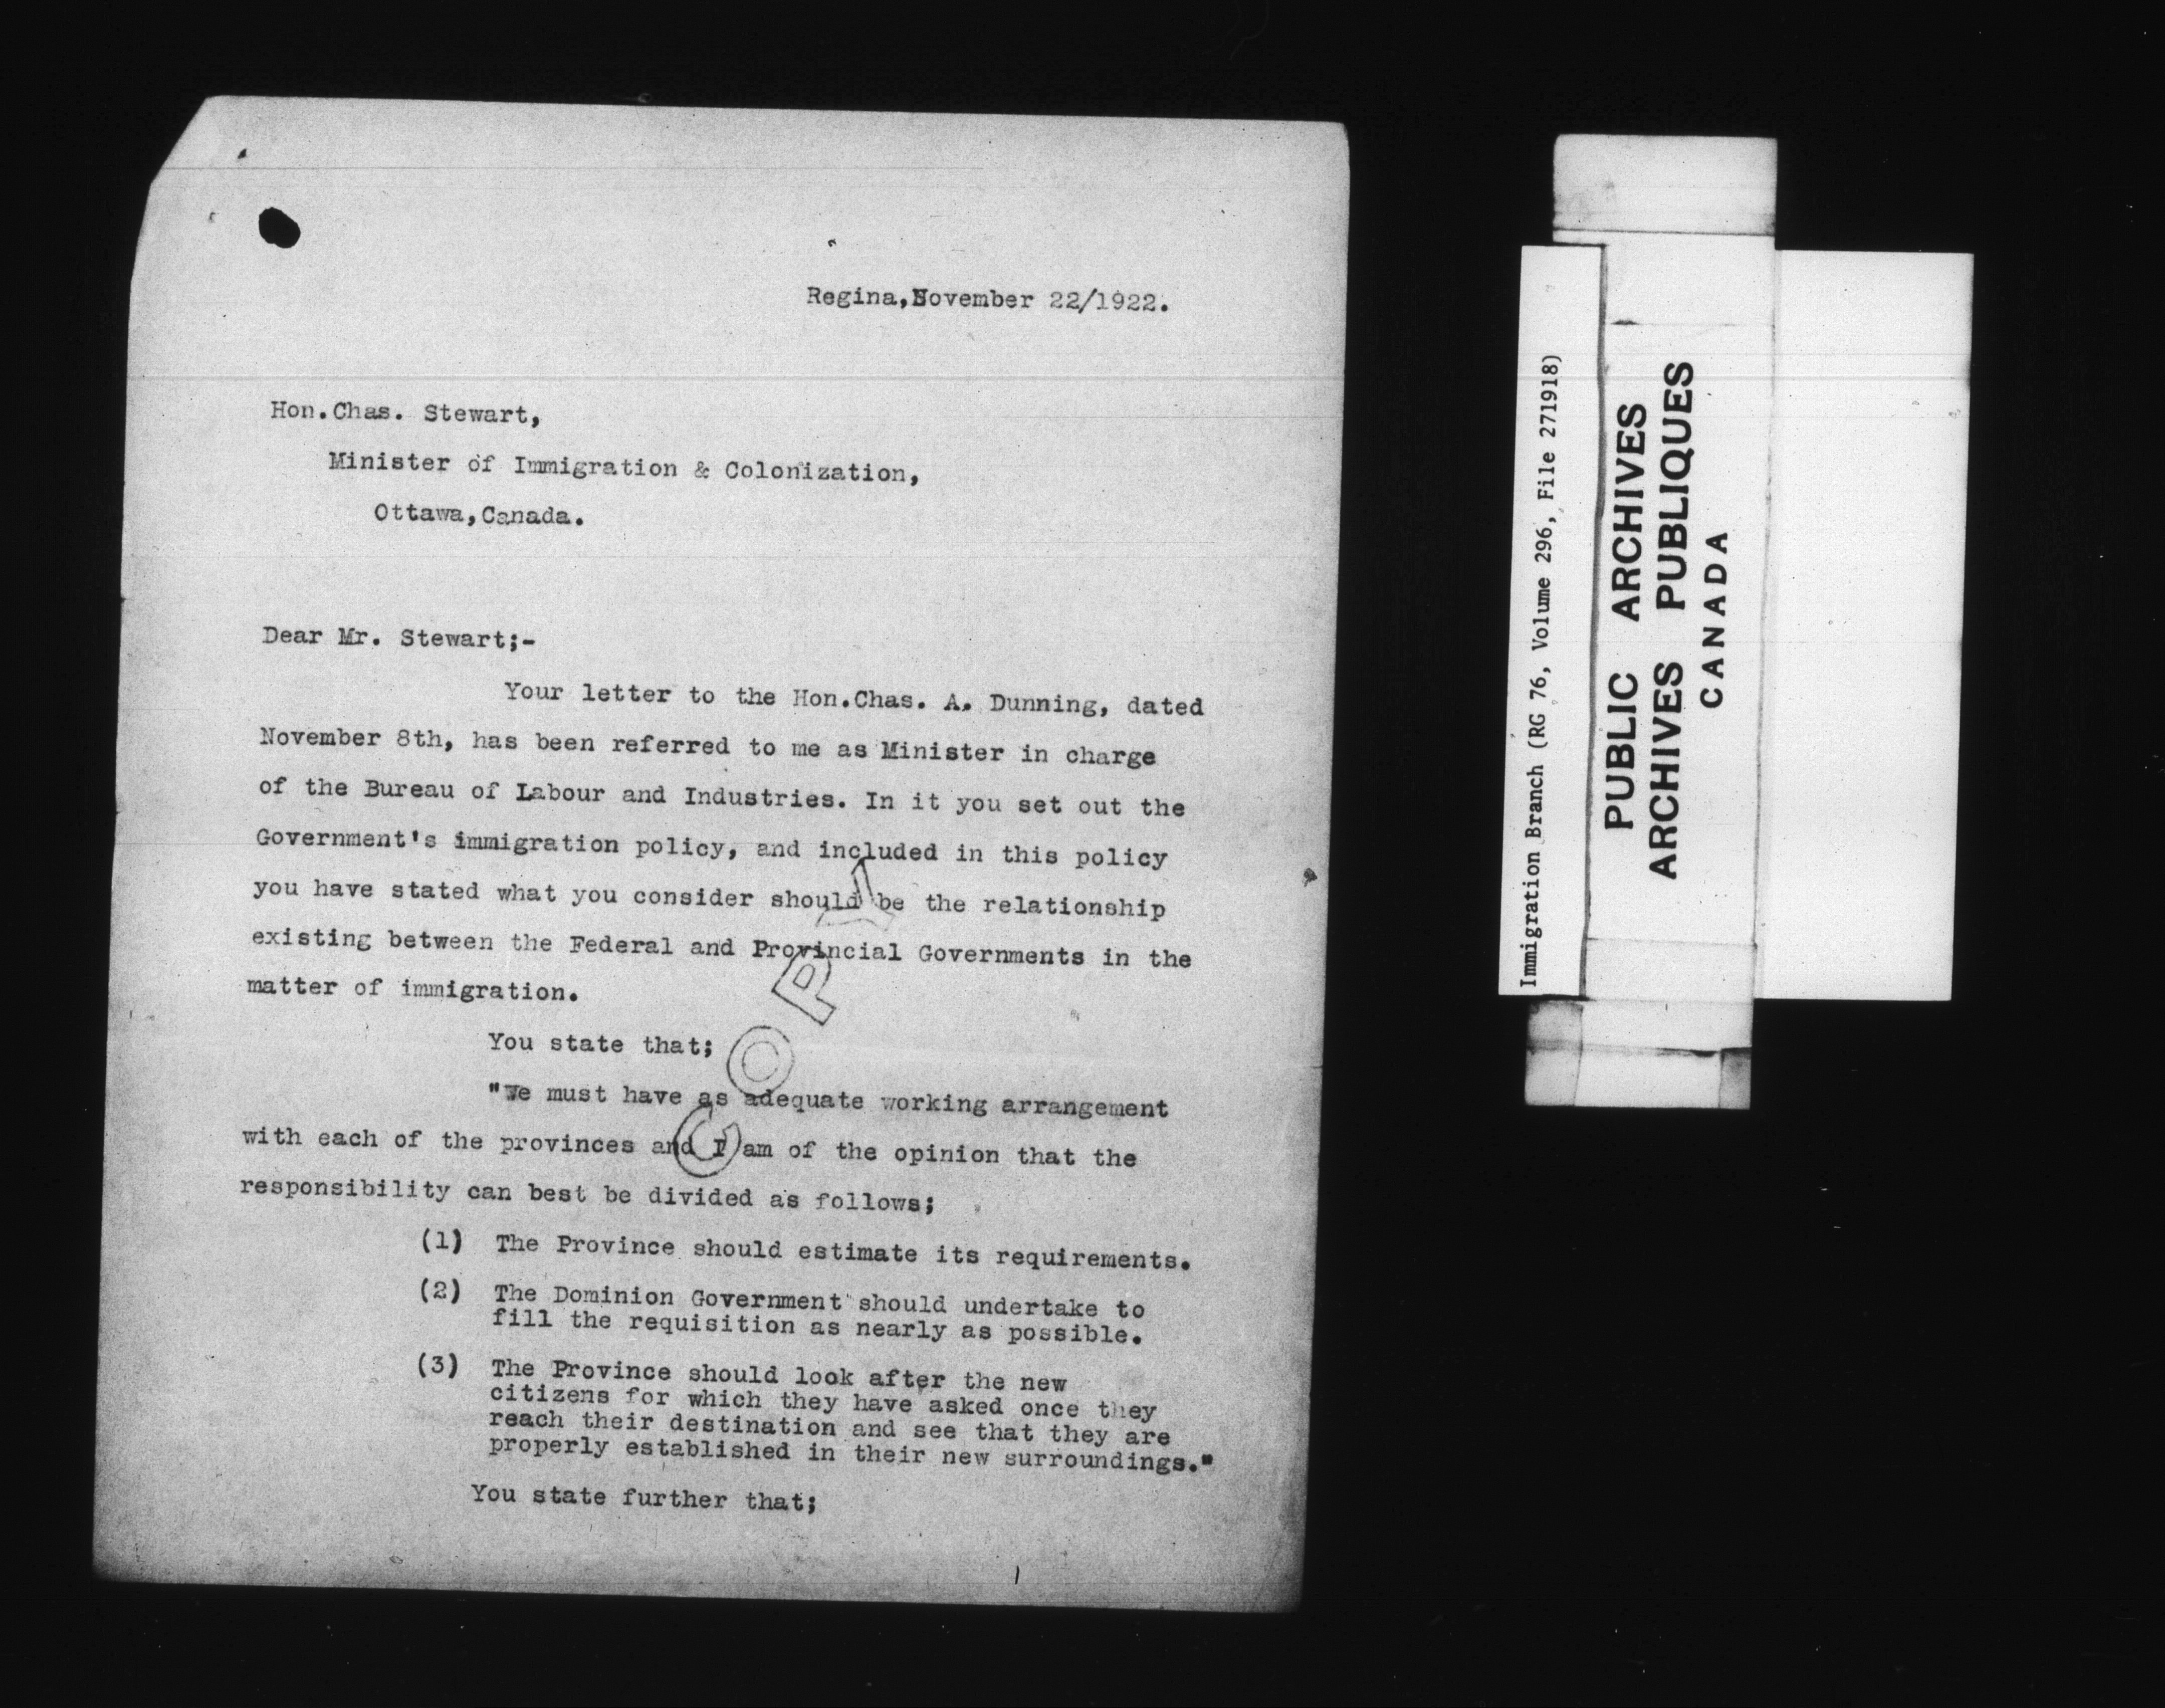 Regina,November 22/1922.
Hon.Chas. Stewart,
Minister of Immigration & Colonization,
Ottawa,Canada.
Dear Mr. Stewart;-
Your letter to the Hon.Chas. A. Dunning, dated
November 8th, has been referred to me as Minister in charge
of the Bureau of Labour and Industries. In it you set out the
Government's immigration policy, and included in this policy
you have stated what you consider should be the relationship
existing between the Federal and Provincial Governments in the
matter of immigration.
You state that;
"We must have as adequate working arrangement
with each of the provinces and I am of the opinion that the
responsibility can best be divided as follows;
(1) The Province should estimate its requirements.
(2) The Dominion Government should undertake to
fill the requisition as nearly as possible.
(3) The Province should look after the new
citizens for which they have asked once they
reach their destination and see that they are
properly established in their new surroundings."
You state further that;
COPY
Immigration Branch (RG 76, Volume 296, File 271918)
PUBLIC ARCHIVES
ARCHIVES PUBLIQUES
CANADA